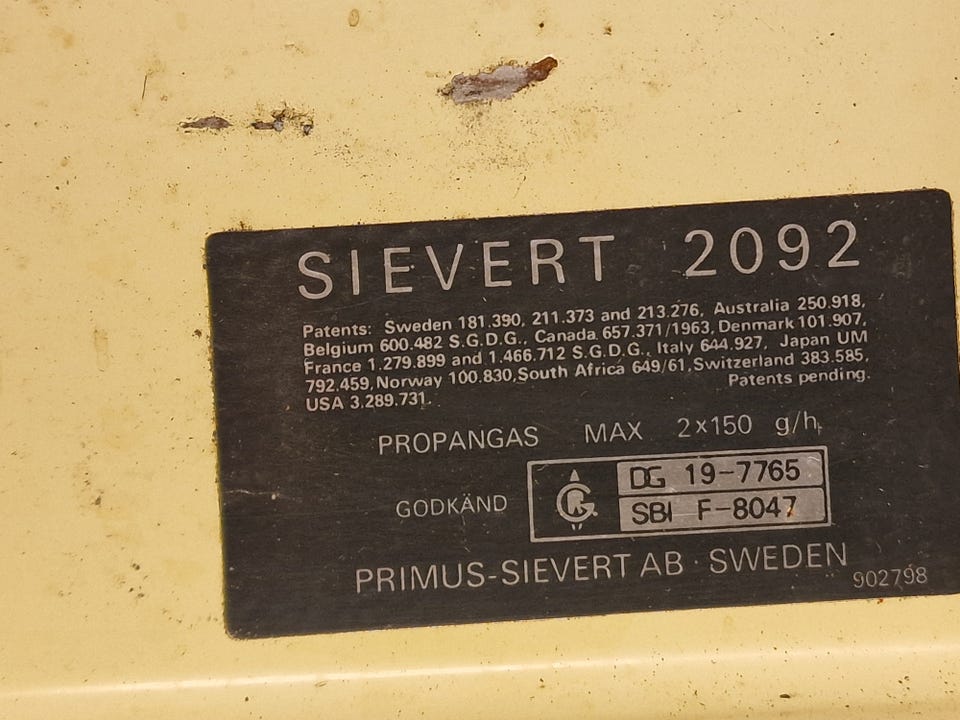 SIEVERT 2092
Patents: Sweden 181.390, 211.373 and 213.276, Australia 250.918,
Belgium 600.482 S.G.D.G., Canada 657.371/1963, Denmark 101.907,
France 1.279.899 and 1.466.712 S.G.D.G., Italy 644.927, Japan UM
792.459, Norway 100.830, South Africa 649/61, Switzerland 383.585,
USA 3.289.731. Patents pending.
PROPANGAS MAX 2x150 g/h
GODKÄND
DG 19-7765
SBI F-8047
PRIMUS-SIEVERT AB · SWEDEN
902798